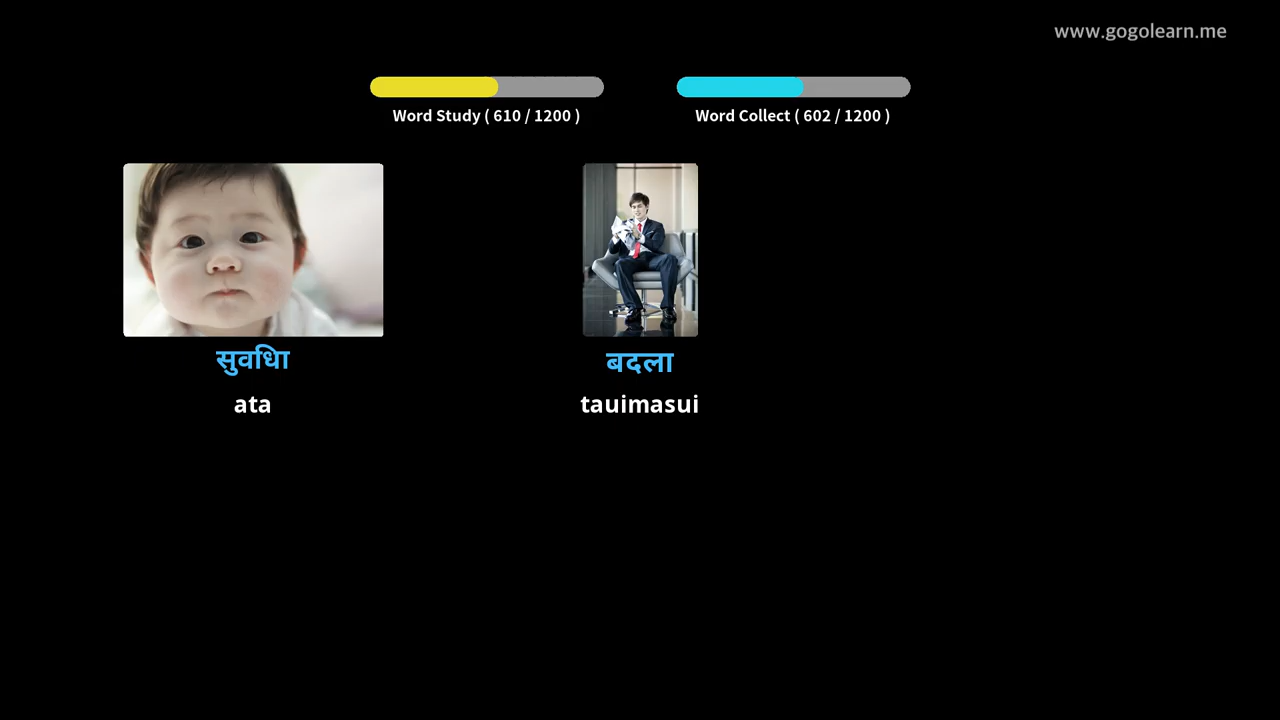 www.gogolearn.me
Word Study ( 610 / 1200 )
Word Collect ( 602 / 1200 )
सुवधिा
बदला
ata
tauimasui